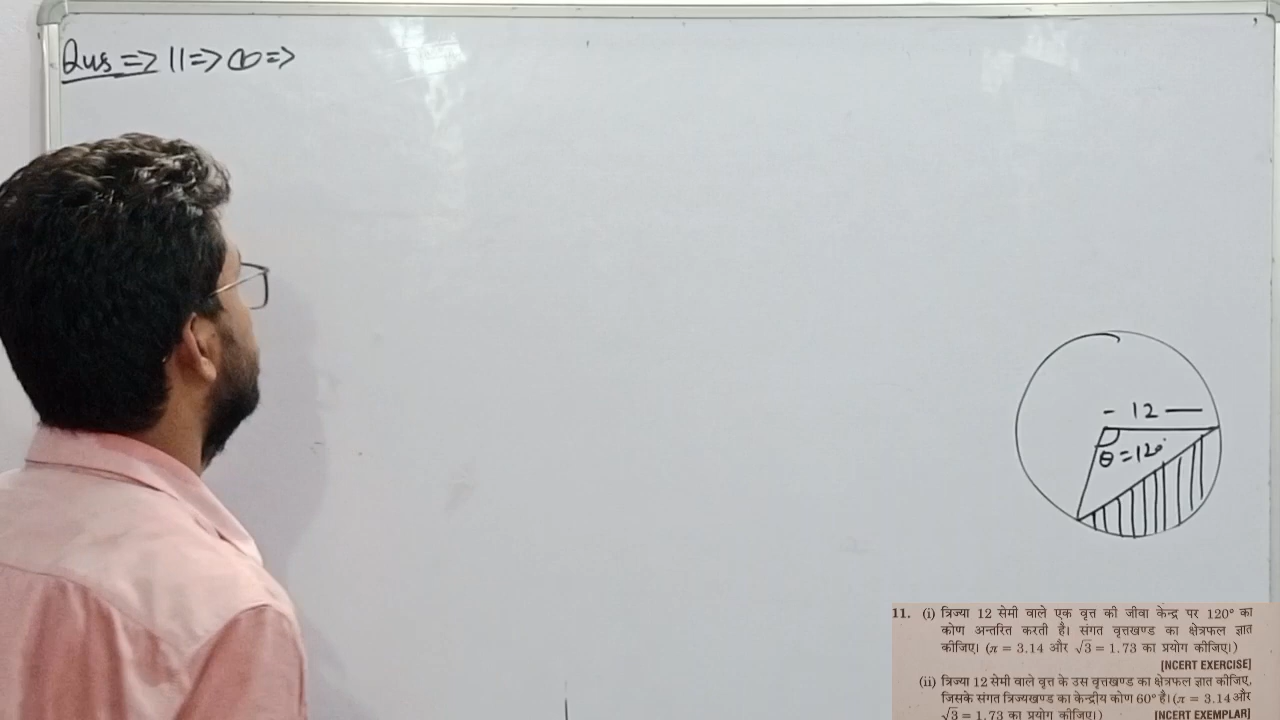 Qus => 11 => (i) =>
- 12 —
θ = 120°
11. (i) त्रिज्या 12 सेमी वाले एक वृत्त की जीवा केन्द्र पर 120° का
कोण अन्तरित करती है। संगत वृत्तखण्ड का क्षेत्रफल ज्ञात
कीजिए। (π = 3.14 और √3 = 1.73 का प्रयोग कीजिए।)
[NCERT EXERCISE]
(ii) त्रिज्या 12 सेमी वाले वृत्त के उस वृत्तखण्ड का क्षेत्रफल ज्ञात कीजिए,
जिसके संगत त्रिज्यखण्ड का केन्द्रीय कोण 60° है। (π = 3.14 और
√3 = 1.73 का प्रयोग कीजिए।) [NCERT EXEMPLAR]